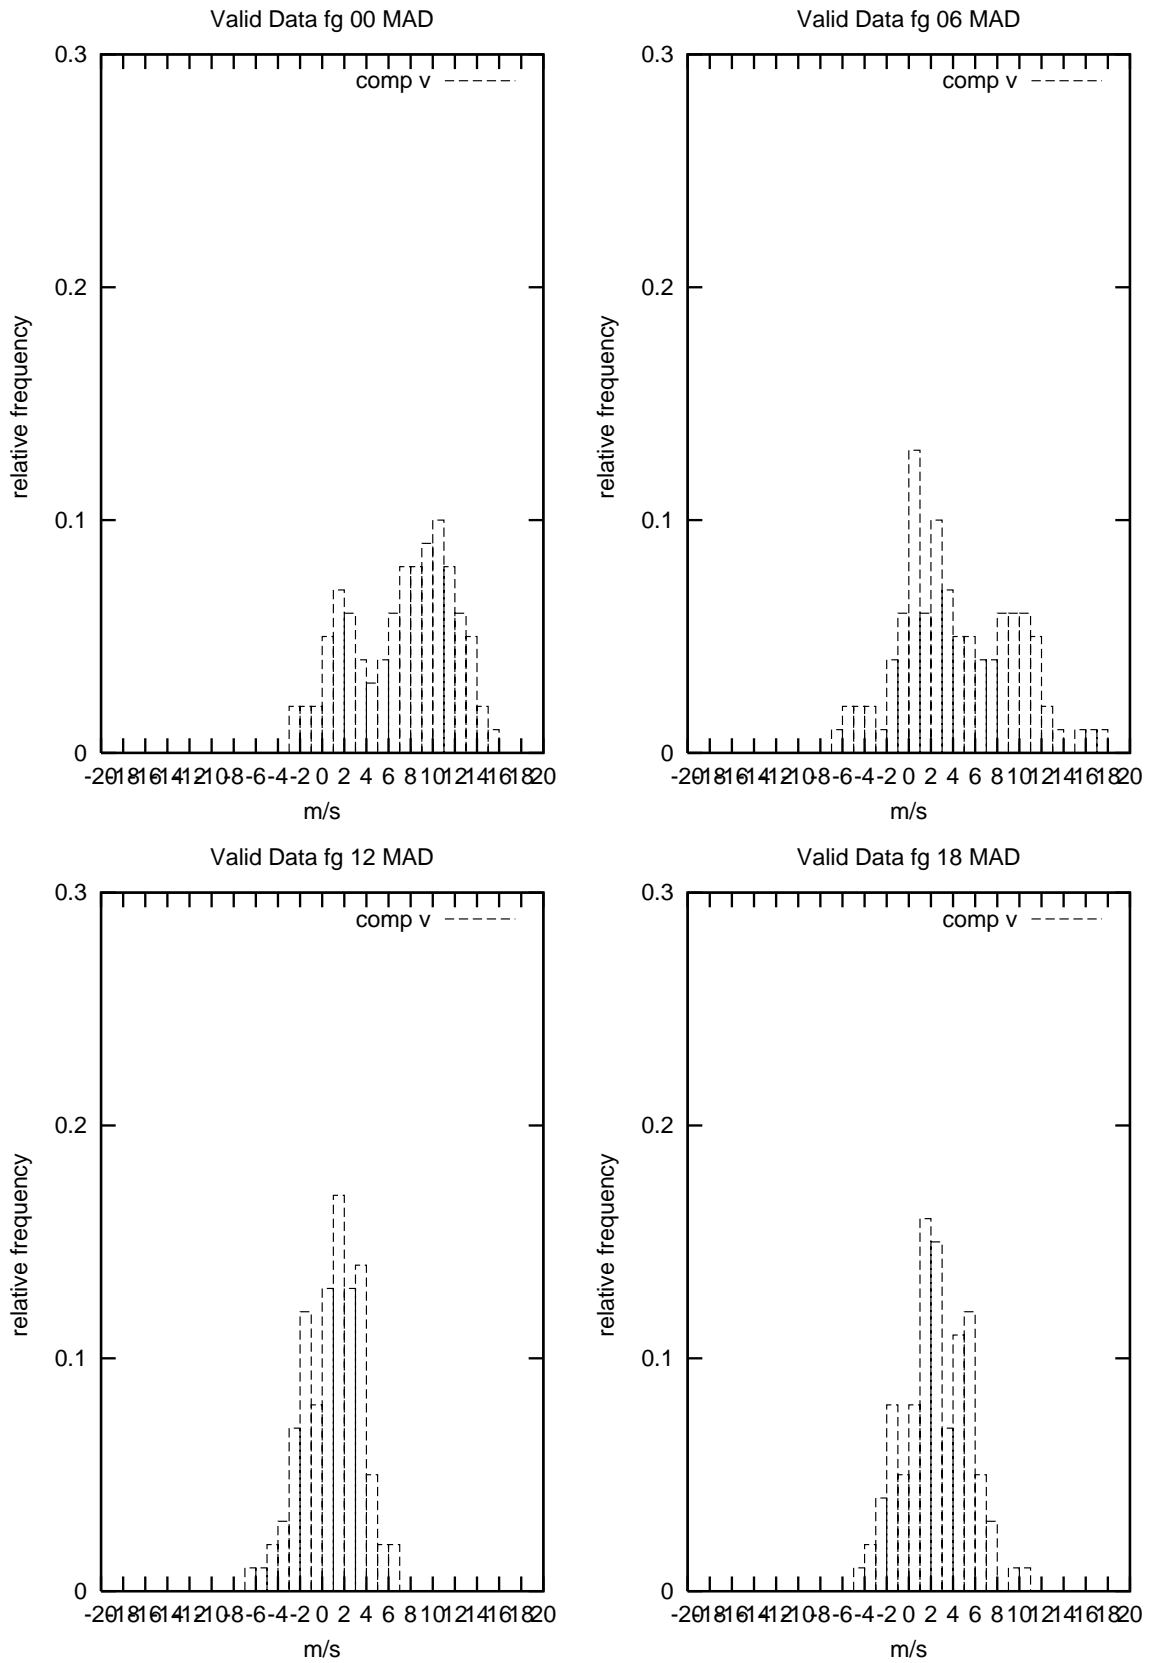 Valid Data fg 00 MAD
0.3
comp v
0.2
relative frequency
0.1
0
-20 -18 -16 -14 -12 -10 -8 -6 -4 -2 0 2 4 6 8 10 12 14 16 18 20
m/s
Valid Data fg 06 MAD
0.3
comp v
0.2
relative frequency
0.1
0
-20 -18 -16 -14 -12 -10 -8 -6 -4 -2 0 2 4 6 8 10 12 14 16 18 20
m/s
Valid Data fg 12 MAD
0.3
comp v
0.2
relative frequency
0.1
0
-20 -18 -16 -14 -12 -10 -8 -6 -4 -2 0 2 4 6 8 10 12 14 16 18 20
m/s
Valid Data fg 18 MAD
0.3
comp v
0.2
relative frequency
0.1
0
-20 -18 -16 -14 -12 -10 -8 -6 -4 -2 0 2 4 6 8 10 12 14 16 18 20
m/s